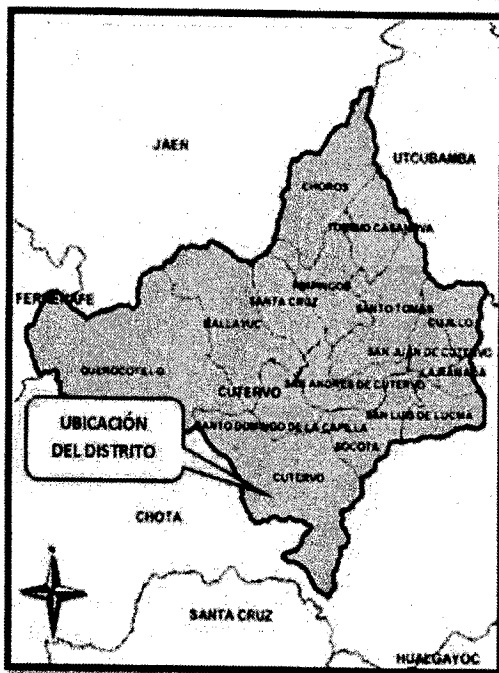 JAEN
UTCUBAMBA
CHOROS
TORIBIO CASANOVA
PIMPINGOS
FERREÑAFE
SANTA CRUZ
SANTO TOMAS
CALLAYUC
CUJILLO
SAN JUAN DE CUTERVO
QUEROCOTILLO
LA RAMADA
CUTERVO
SAN ANDRES DE CUTERVO
UBICACIÓN
DEL DISTRITO
SANTO DOMINGO DE LA CAPILLA
SAN LUIS DE LUCMA
SOCOTA
CUTERVO
CHOTA
SANTA CRUZ
HUALGAYOC